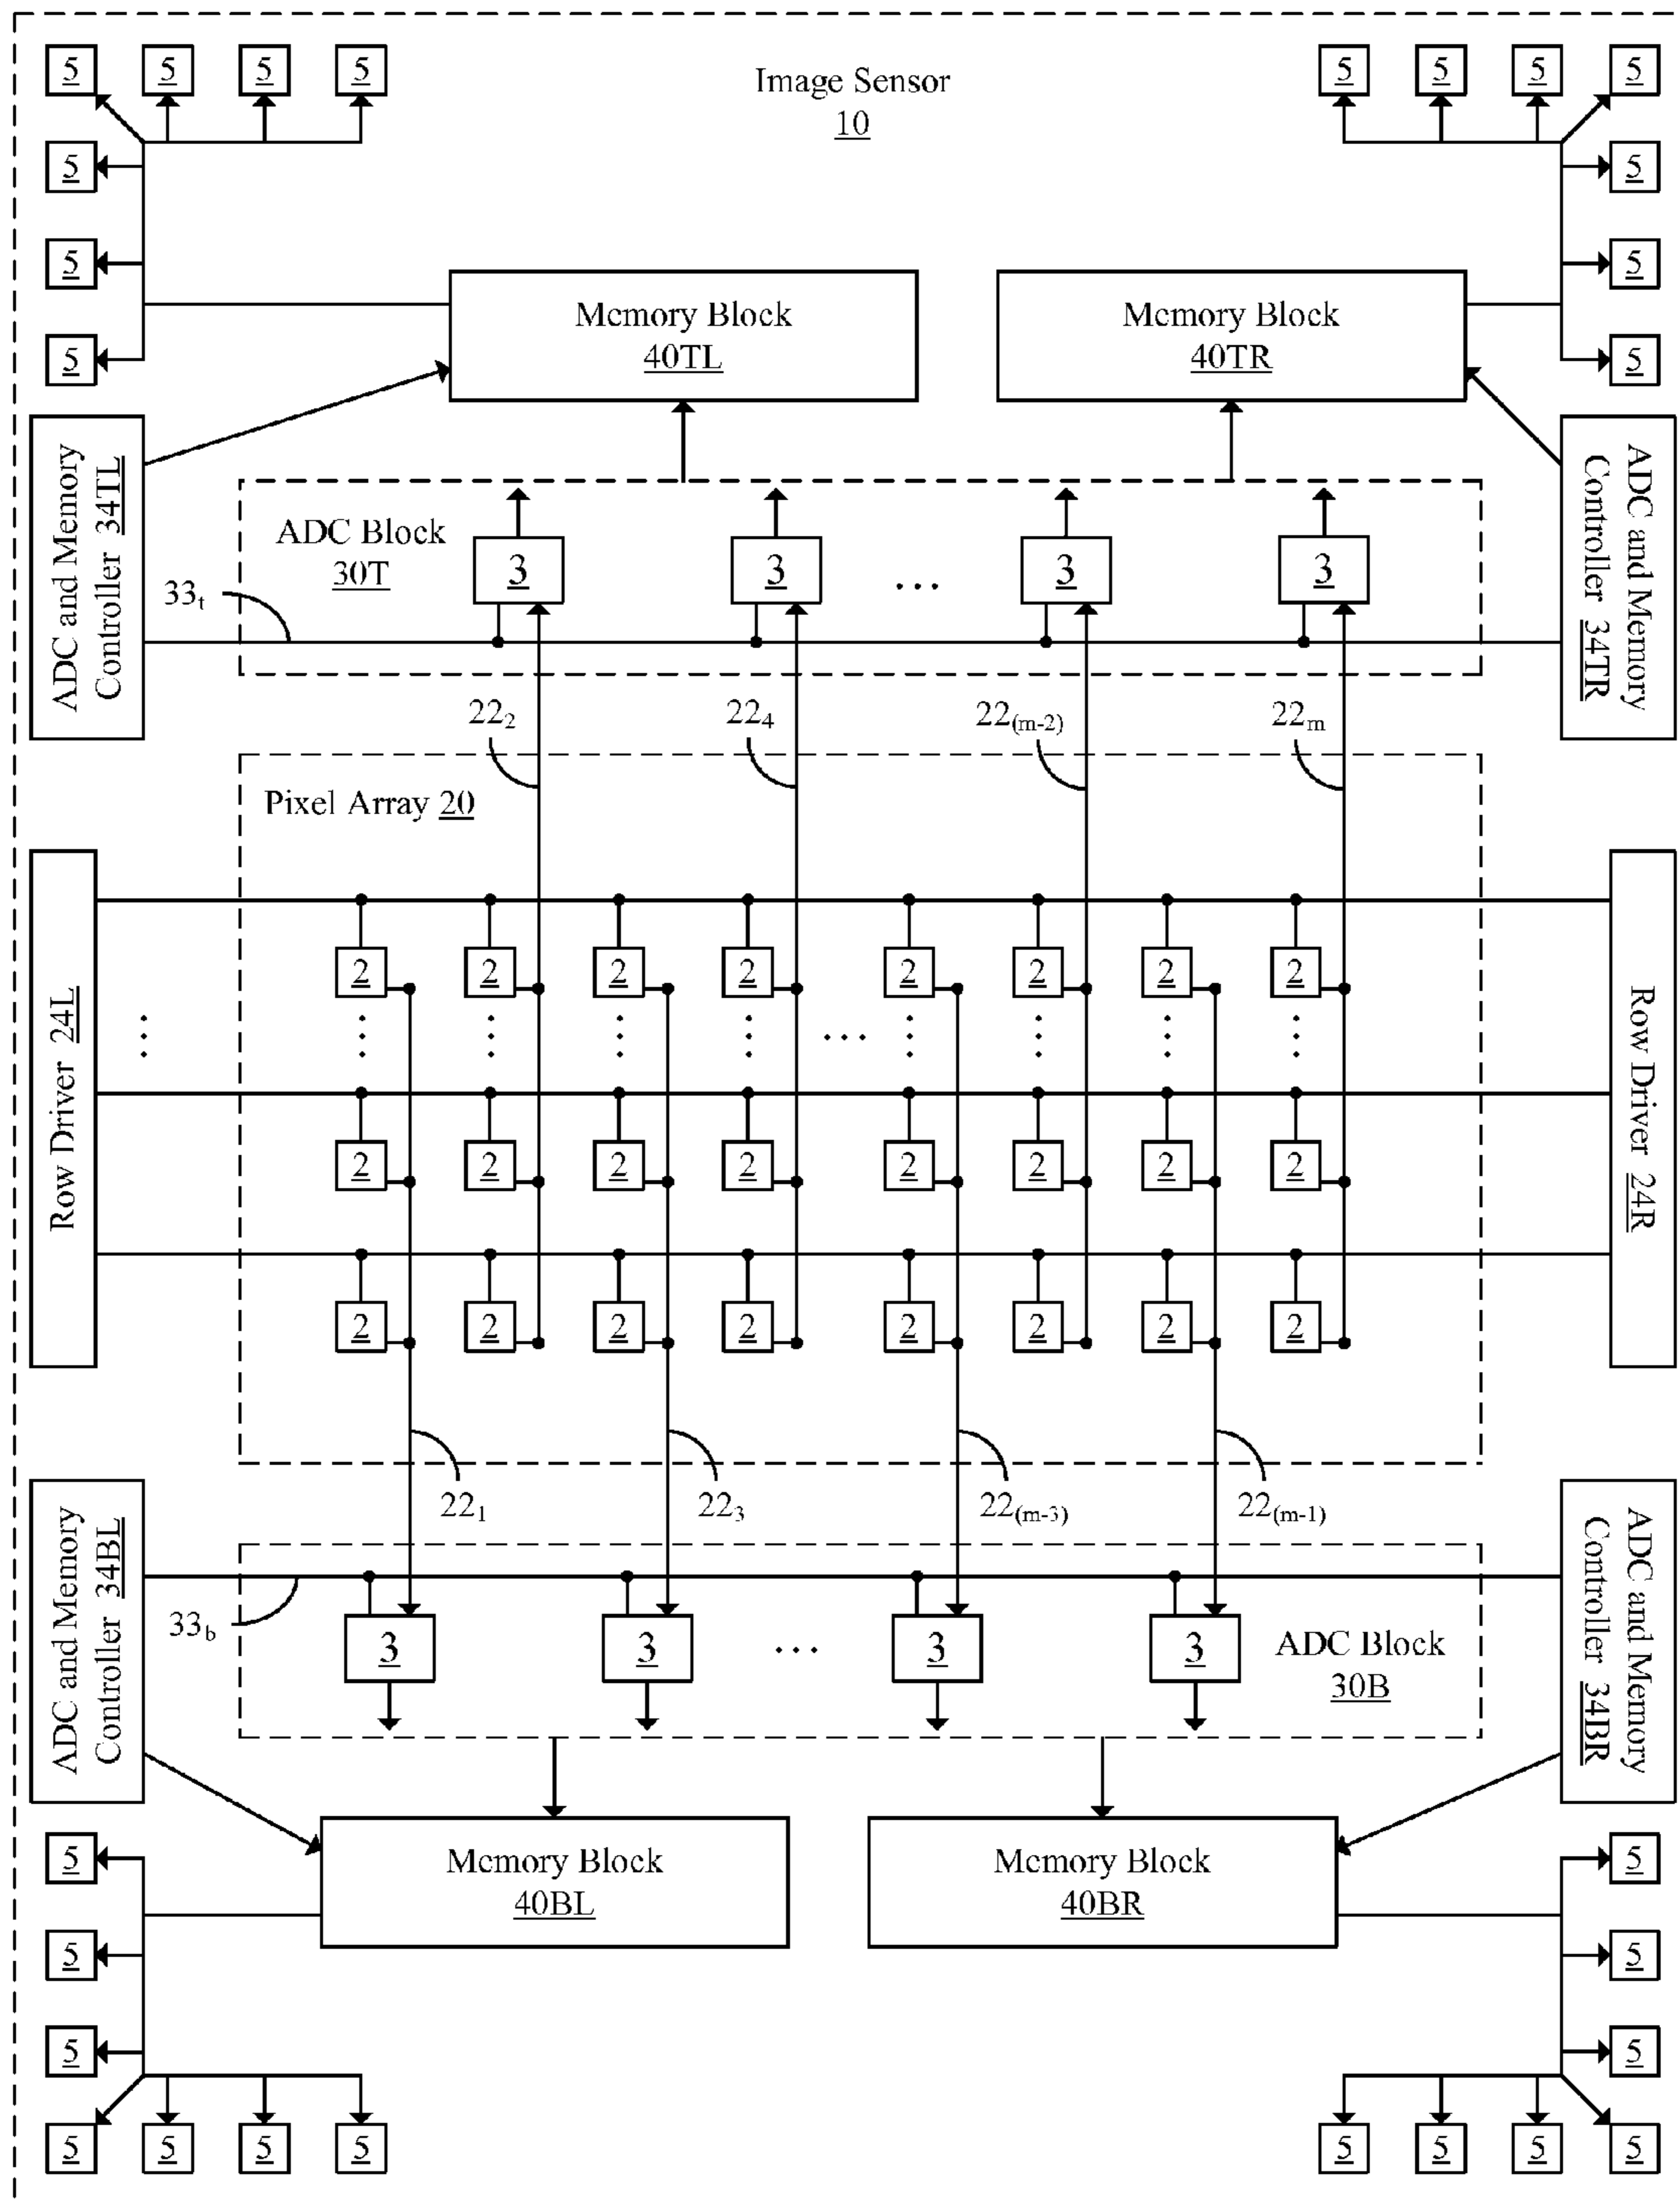 5 5 5 5 5 5 5 5
Image Sensor
10
5 5
5 5
5 5
Memory Block
40TL
Memory Block
40TR
ADC and Memory
Controller 34TL
ADC and Memory
Controller 34TR
ADC Block
30T
3 3 ... 3 3
33t
222 224 22(m-2) 22m
Pixel Array 20
Row Driver 24L
Row Driver 24R
2 2 2 2 2 2 2 2
...
2 2 2 2 2 2 2 2
2 2 2 2 2 2 2 2
221 223 22(m-3) 22(m-1)
ADC and Memory
Controller 34BL
ADC and Memory
Controller 34BR
33b
3 3 ... 3 3
ADC Block
30B
Memory Block
40BL
Memory Block
40BR
5 5
5 5
5 5
5 5 5 5 5 5 5 5